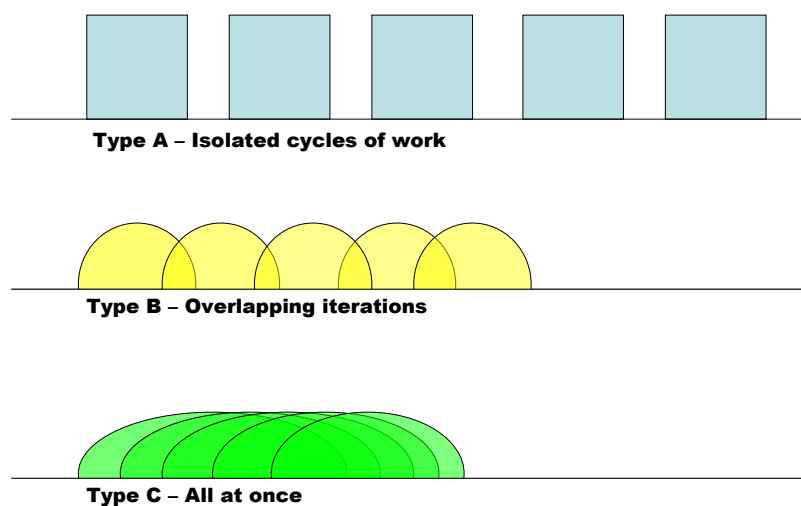 Type A – Isolated cycles of work
Type B – Overlapping iterations
Type C – All at once